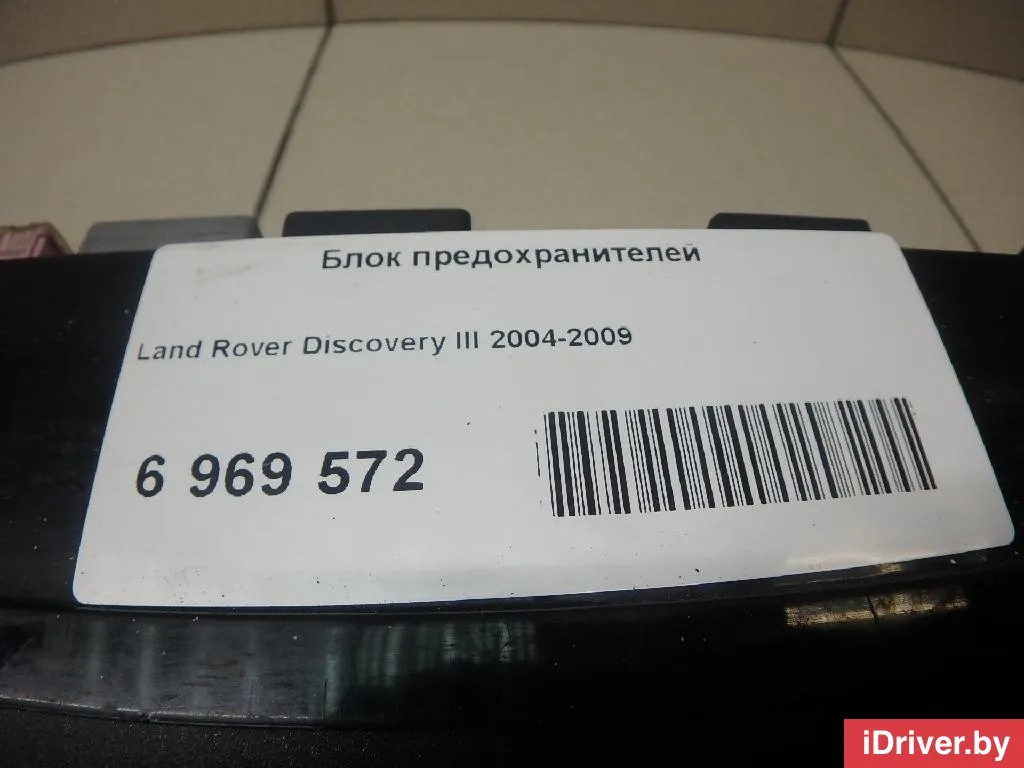 Блок предохранителей
Land Rover Discovery III 2004-2009
6 969 572
iDriver.by